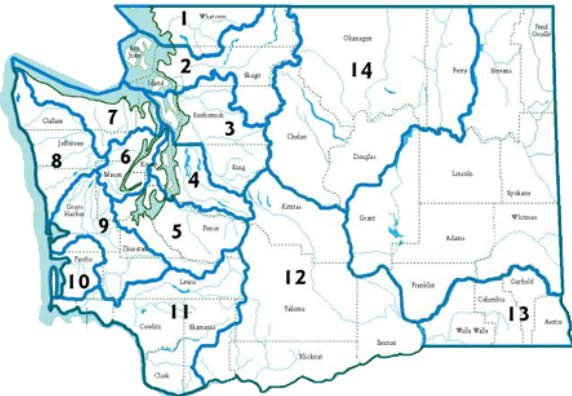 1
Whatcom
San
Juan
2
Island
Skagit
Okanogan
14
Ferry
Stevens
Pend
Oreille
7
Clallam
Jefferson
8
Snohomish
3
6
Mason
King
4
Chelan
Douglas
Lincoln
Spokane
Grays
Harbor
9
5
Pierce
Thurston
Kittitas
Grant
Adams
Whitman
Pacific
10
Lewis
12
Yakima
Franklin
Garfield
Columbia
13
Asotin
Walla Walla
11
Cowlitz
Skamania
Benton
Klickitat
Clark